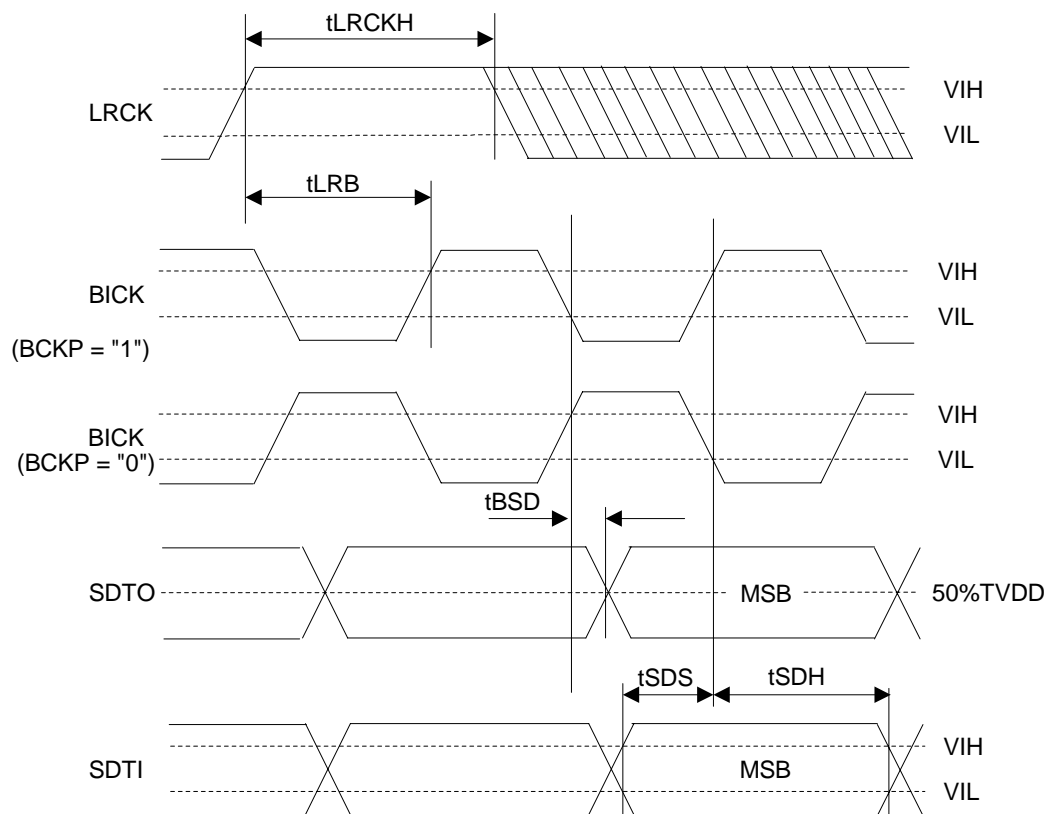 tLRCKH
LRCK
VIH
VIL
tLRB
BICK
(BCKP = "1")
VIH
VIL
BICK
(BCKP = "0")
VIH
VIL
tBSD
SDTO
MSB
50%TVDD
tSDS
tSDH
SDTI
MSB
VIH
VIL